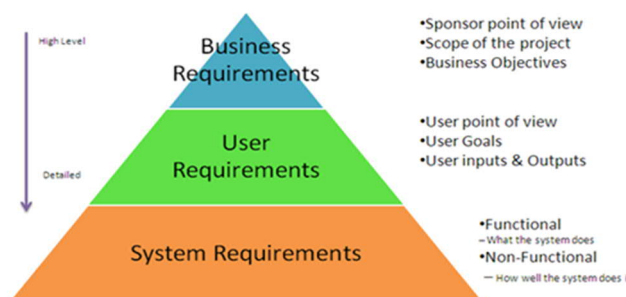 High Level
Business
Requirements
•Sponsor point of view
•Scope of the project
•Business Objectives
User
Requirements
•User point of view
•User Goals
•User inputs & Outputs
Detailed
System Requirements
•Functional
–What the system does
•Non-Functional
— How well the system does i